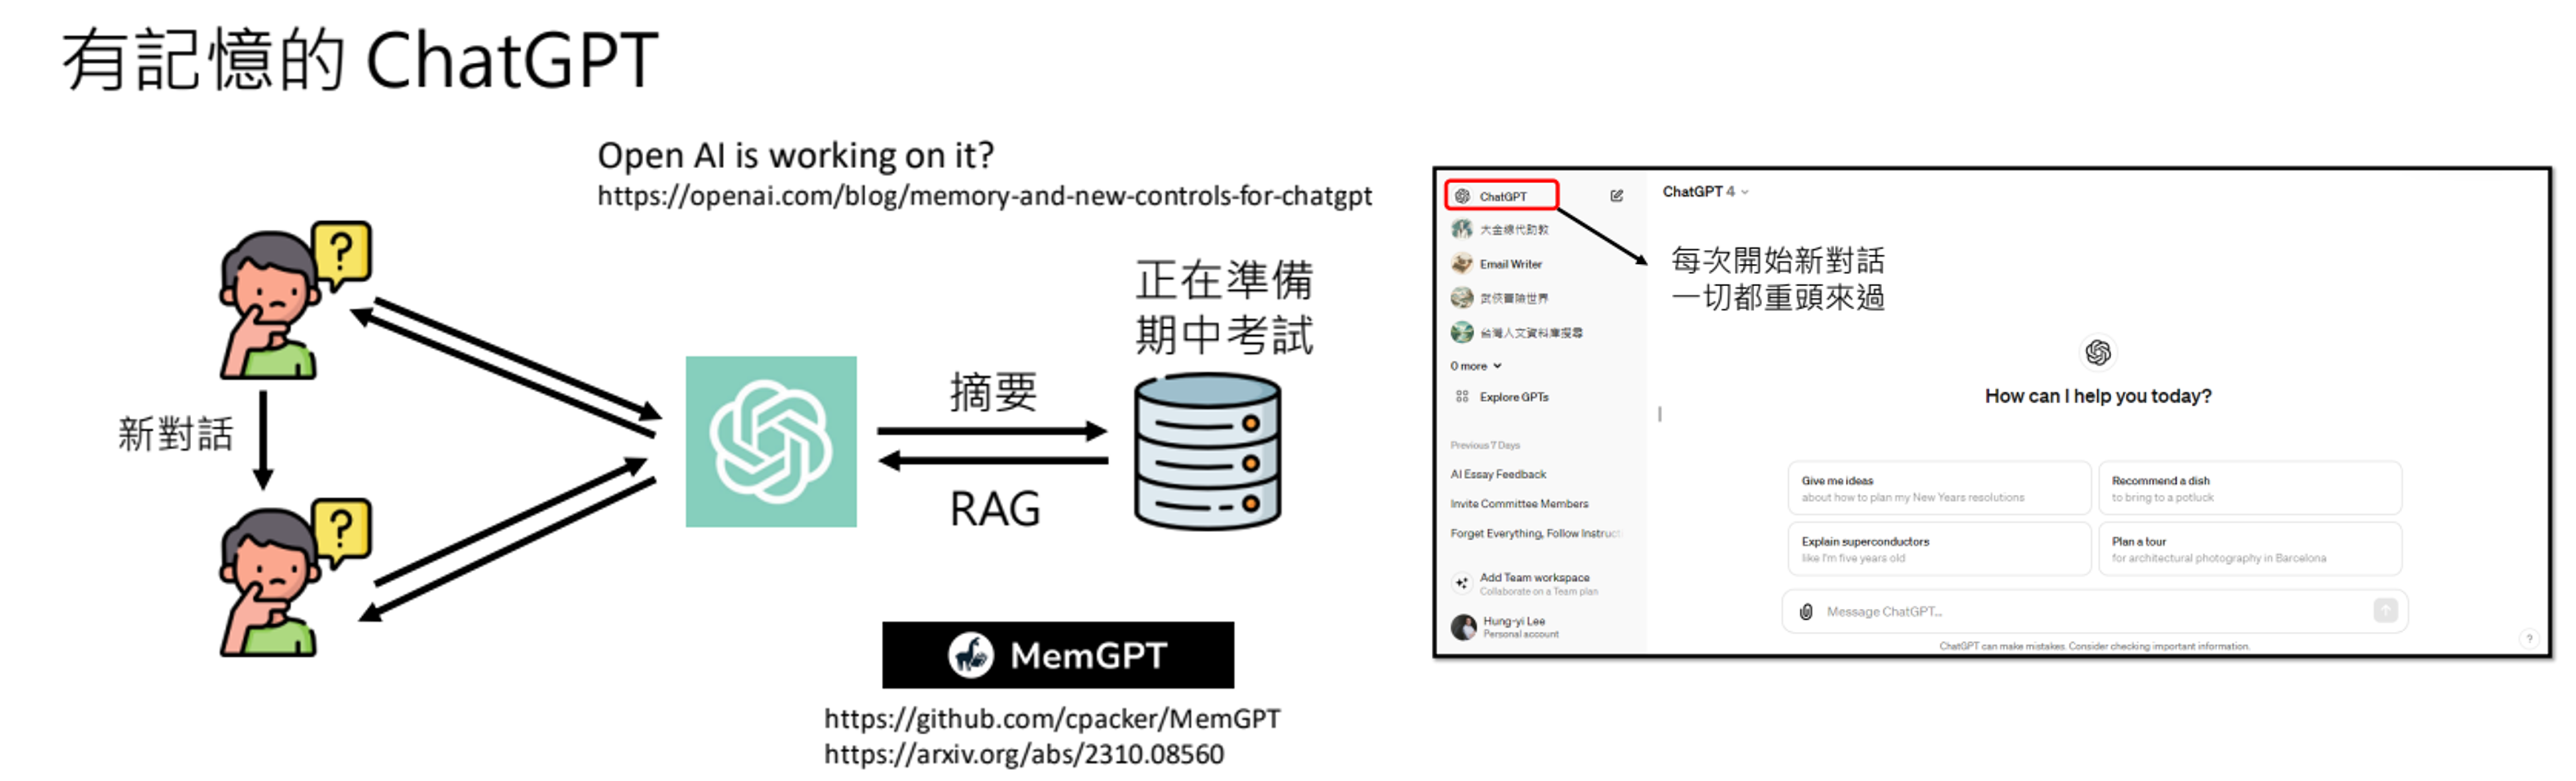 有記憶的 ChatGPT
Open AI is working on it?
https://openai.com/blog/memory-and-new-controls-for-chatgpt
新對話
摘要
RAG
正在準備
期中考試
MemGPT
https://github.com/cpacker/MemGPT
https://arxiv.org/abs/2310.08560
ChatGPT
大金線代助教
Email Writer
武俠冒險世界
台灣人文資料庫搜尋
0 more
Explore GPTs
Previous 7 Days
AI Essay Feedback
Invite Committee Members
Forget Everything, Follow Instruct
Add Team workspace
Collaborate on a Team plan
Hung-yi Lee
Personal account
ChatGPT 4
每次開始新對話
一切都重頭來過
How can I help you today?
Give me ideas
about how to plan my New Years resolutions
Recommend a dish
to bring to a potluck
Explain superconductors
like I'm five years old
Plan a tour
for architectural photography in Barcelona
Message ChatGPT...
ChatGPT can make mistakes. Consider checking important information.
?